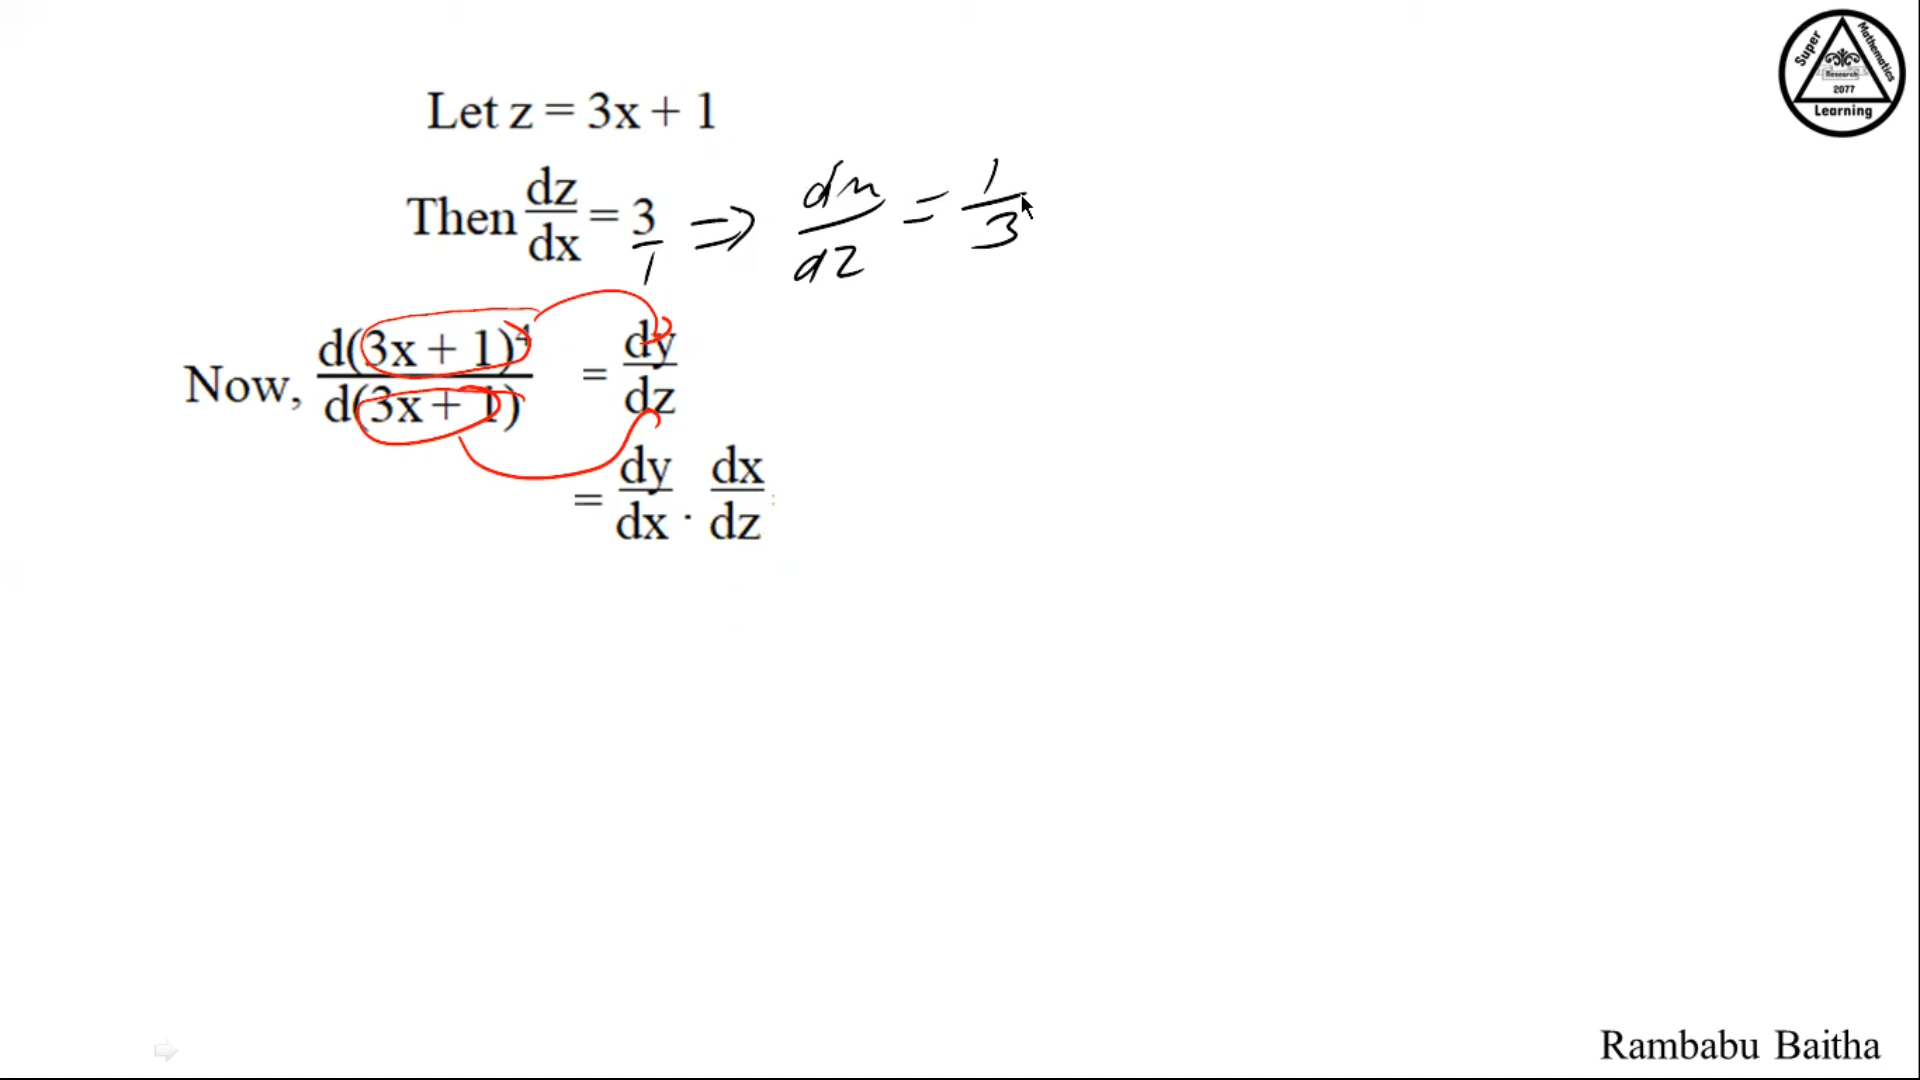 Super Mathematics
Research
2077
Learning
Let z = 3x + 1
Then dz/dx = 3/1 ⇒ dx/dz = 1/3
Now, d(3x + 1)⁴/d(3x + 1) = dy/dz
= dy/dx · dx/dz
Rambabu Baitha